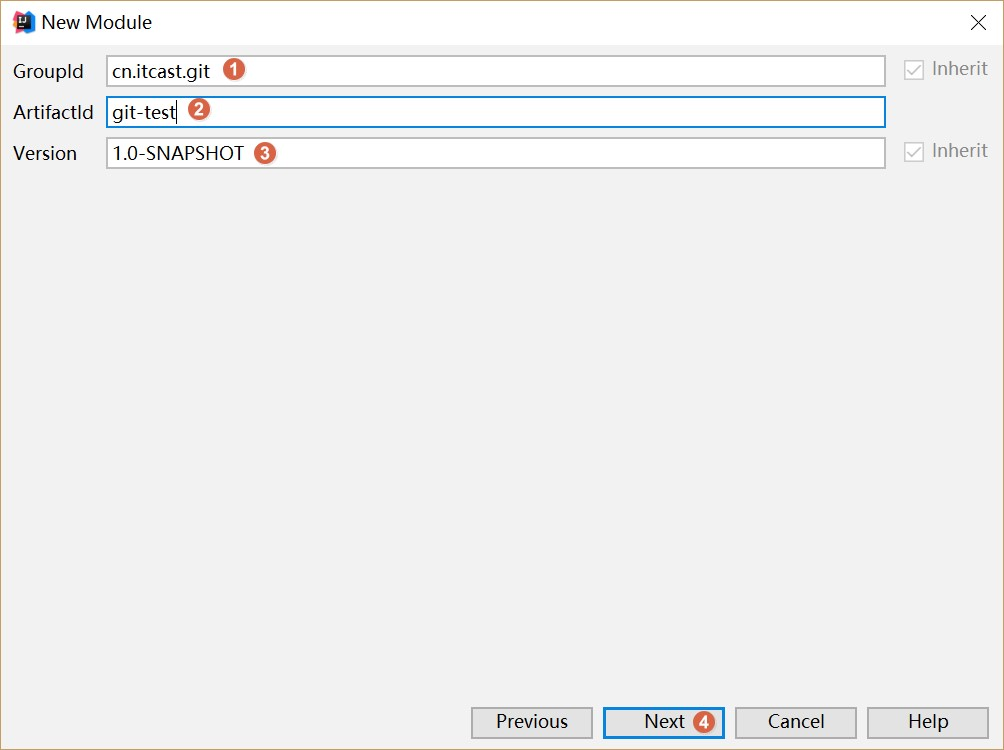 New Module
GroupId cn.itcast.git 1 Inherit
ArtifactId git-test 2
Version 1.0-SNAPSHOT 3 Inherit
Previous Next 4 Cancel Help